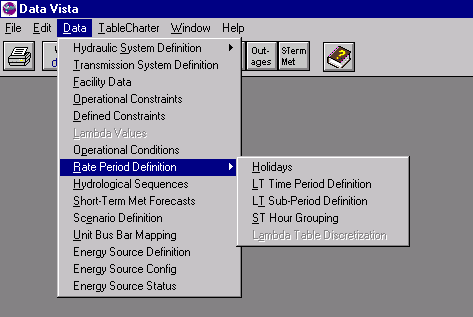 Data Vista
File Edit Data TableCharter Window Help
Out-ages STerm Met
Hydraulic System Definition
Transmission System Definition
Facility Data
Operational Constraints
Defined Constraints
Lambda Values
Operational Conditions
Rate Period Definition
Hydrological Sequences
Short-Term Met Forecasts
Scenario Definition
Unit Bus Bar Mapping
Energy Source Definition
Energy Source Config
Energy Source Status
Holidays
LT Time Period Definition
LT Sub-Period Definition
ST Hour Grouping
Lambda Table Discretization